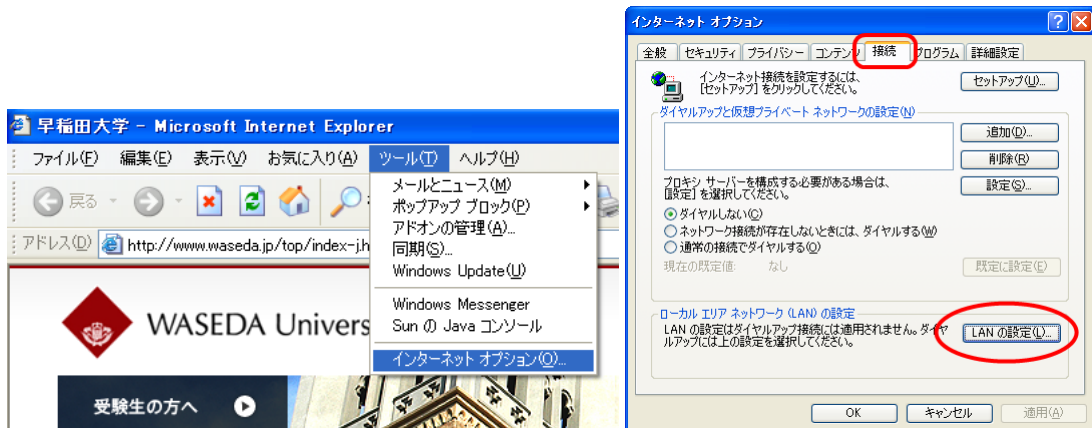 早稲田大学 - Microsoft Internet Explorer
ファイル(F) 編集(E) 表示(V) お気に入り(A) ツール(T) ヘルプ(H)
戻る
メールとニュース(M)
ポップアップ ブロック(P)
アドオンの管理(A)...
同期(S)...
Windows Update(U)
Windows Messenger
Sun の Java コンソール
インターネット オプション(O)...
アドレス(D) http://www.waseda.jp/top/index-j.h
WASEDA Univers
受験生の方へ
インターネット オプション
全般 セキュリティ プライバシー コンテンツ 接続 プログラム 詳細設定
インターネット接続を設定するには、
[セットアップ] をクリックしてください。
セットアップ(U)...
ダイヤルアップと仮想プライベート ネットワークの設定(N)
追加(D)...
削除(R)
プロキシ サーバーを構成する必要がある場合は、
[設定] を選択してください。
設定(S)...
ダイヤルしない(C)
ネットワーク接続が存在しないときには、ダイヤルする(W)
通常の接続でダイヤルする(O)
現在の既定値: なし
既定に設定(E)
ローカル エリア ネットワーク (LAN) の設定
LAN の設定はダイヤルアップ接続には適用されません。ダイヤ
ルアップには上の設定を選択してください。
LAN の設定(L)...
OK キャンセル 適用(A)